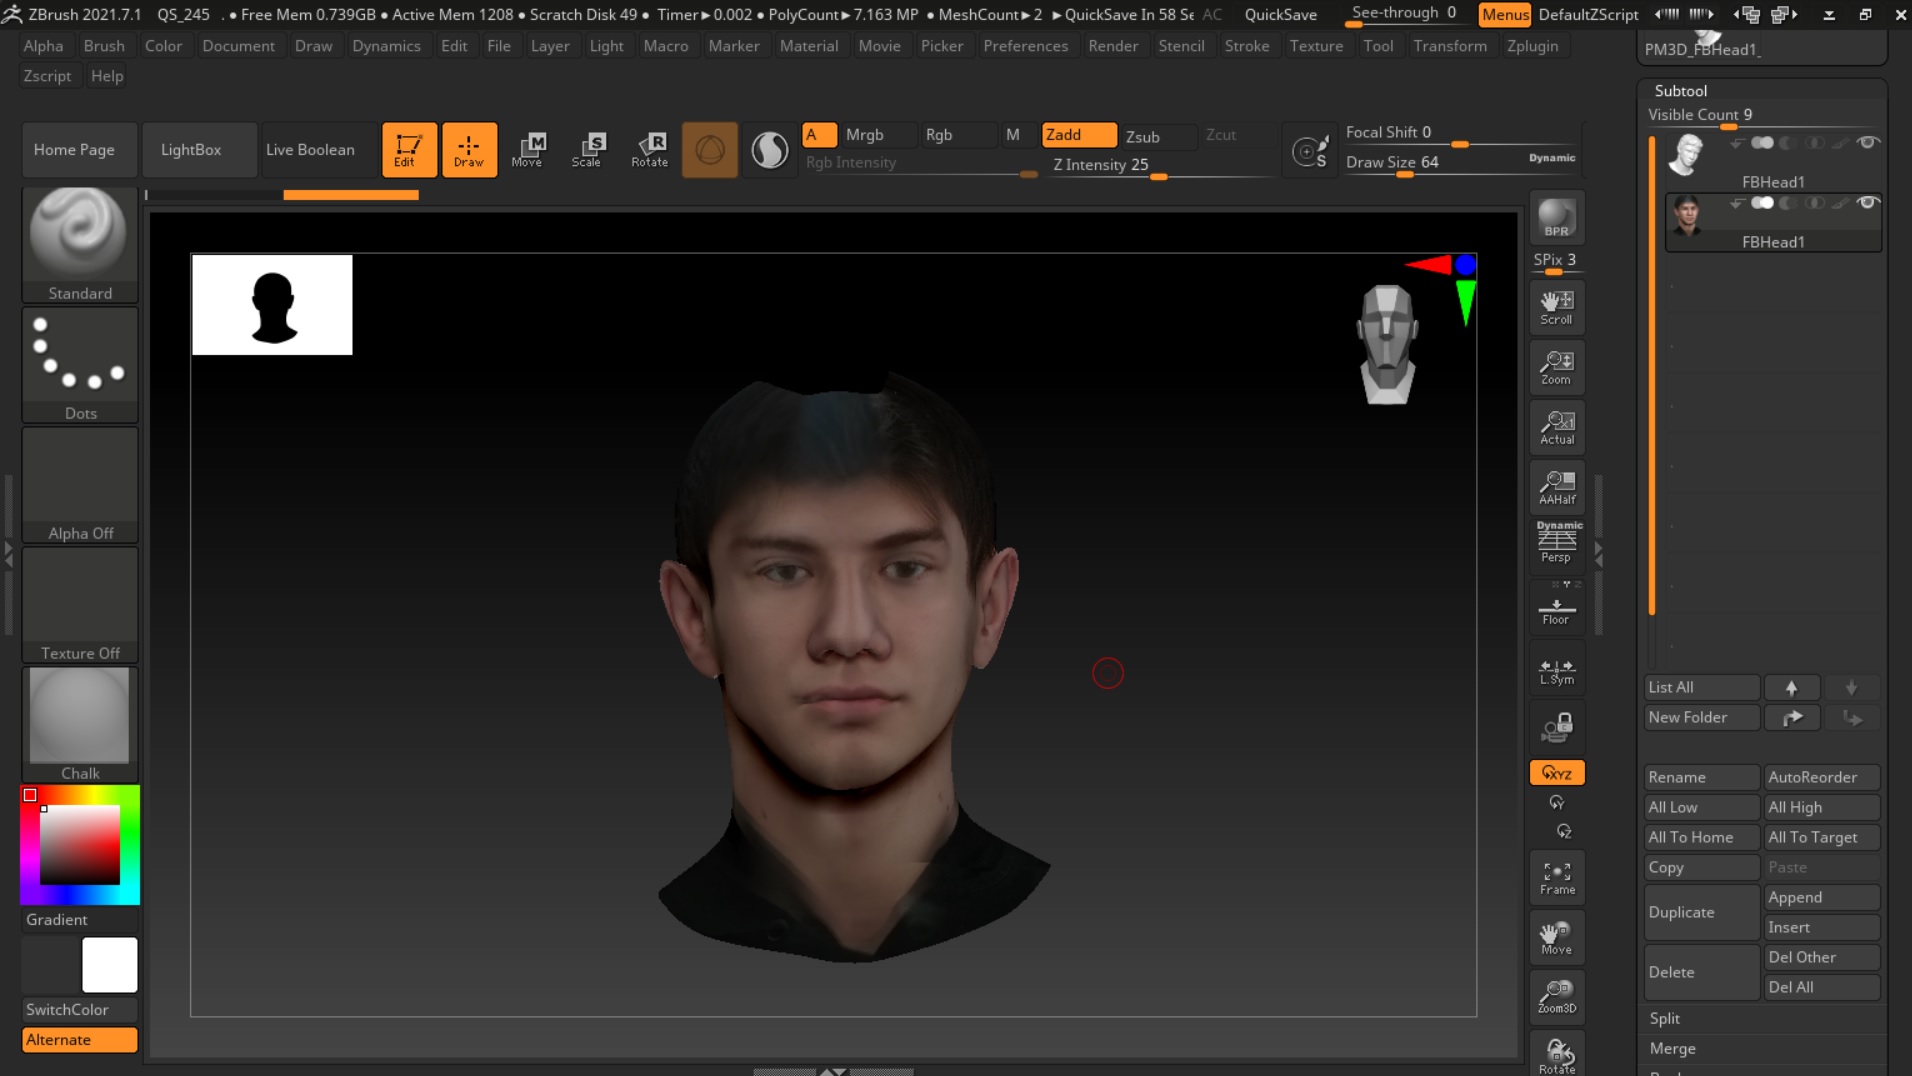 ZBrush 2021.7.1 QS_245 . • Free Mem 0.739GB • Active Mem 1208 • Scratch Disk 49 • Timer►0.002 • PolyCount►7.163 MP • MeshCount►2 ►QuickSave In 58 Se AC QuickSave See-through 0 Menus DefaultZScript
Alpha Brush Color Document Draw Dynamics Edit File Layer Light Macro Marker Material Movie Picker Preferences Render Stencil Stroke Texture Tool Transform Zplugin
Zscript Help
PM3D_FBHead1_
Subtool
Visible Count 9
Home Page LightBox Live Boolean Edit Draw Move Scale Rotate
M S R
A Mrgb Rgb M Zadd Zsub Zcut
Rgb Intensity Z Intensity 25
S
Focal Shift 0
Draw Size 64 Dynamic
FBHead1
FBHead1
Standard
Dots
Alpha Off
Texture Off
Chalk
Gradient
SwitchColor
Alternate
BPR
SPix 3
Scroll
Zoom
x1
Actual
AAHalf
Dynamic
Persp
Floor
L.Sym
XYZ
Y
Z
Frame
Move
Zoom3D
Rotate
List All
New Folder
Rename AutoReorder
All Low All High
All To Home All To Target
Copy Paste
Duplicate Append
Insert
Delete Del Other
Del All
Split
Merge